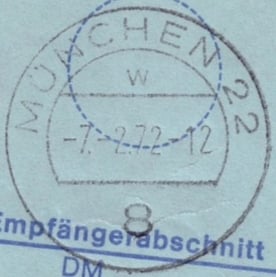 MÜNCHEN 22
w
-7.-2.72-12
8
Empfängerabschnitt
DM